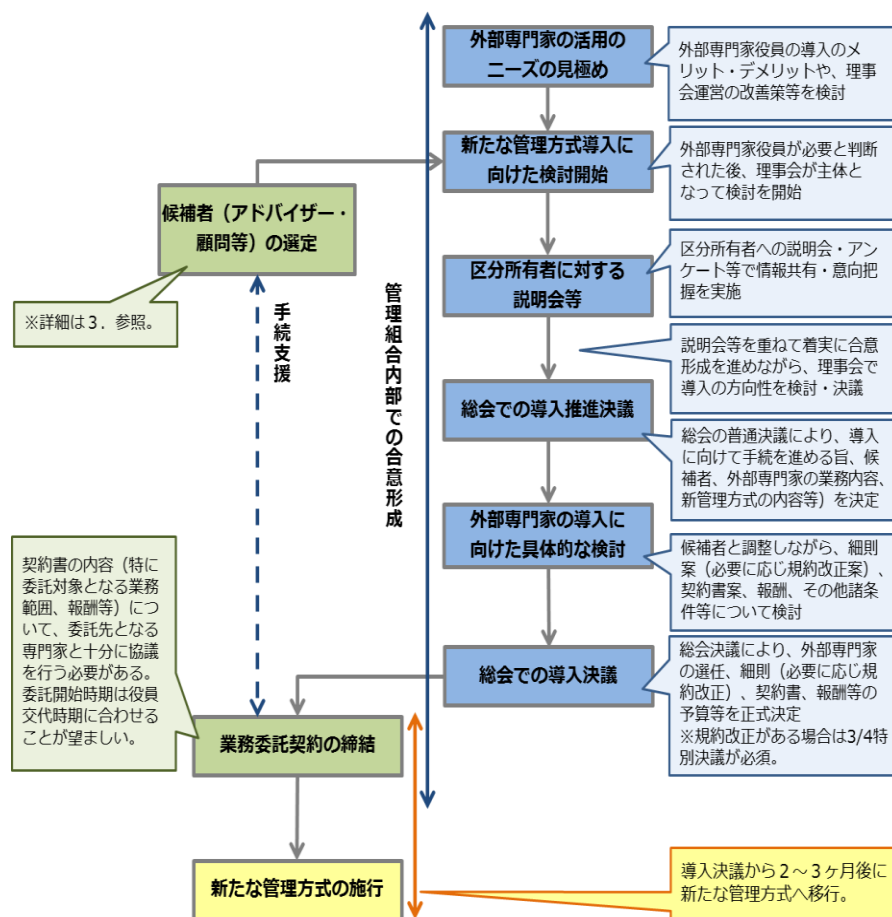 外部専門家の活用の
ニーズの見極め
外部専門家役員の導入のメ
リット・デメリットや、理事
会運営の改善策等を検討
新たな管理方式導入に
向けた検討開始
外部専門家役員が必要と判断
された後、理事会が主体と
なって検討を開始
候補者（アドバイザー・
顧問等）の選定
※詳細は３．参照。
区分所有者に対する
説明会等
区分所有者への説明会・アン
ケート等で情報共有・意向把
握を実施
手続支援
管理組合内部での合意形成
説明会等を重ねて着実に合意
形成を進めながら、理事会で
導入の方向性を検討・決議
総会での導入推進決議
総会の普通決議により、導入
に向けて手続を進める旨、候
補者、外部専門家の業務内容、
新管理方式の内容等）を決定
外部専門家の導入に
向けた具体的な検討
候補者と調整しながら、細則
案（必要に応じ規約改正案）、
契約書案、報酬、その他諸条
件等について検討
契約書の内容（特に
委託対象となる業務
範囲、報酬等）につ
いて、委託先となる
専門家と十分に協議
を行う必要がある。
委託開始時期は役員
交代時期に合わせる
ことが望ましい。
総会での導入決議
総会決議により、外部専門家
の選任、細則（必要に応じ規
約改正）、契約書、報酬等の
予算等を正式決定
※規約改正がある場合は3/4特
別決議が必須。
業務委託契約の締結
新たな管理方式の施行
導入決議から２～３ヶ月後に
新たな管理方式へ移行。